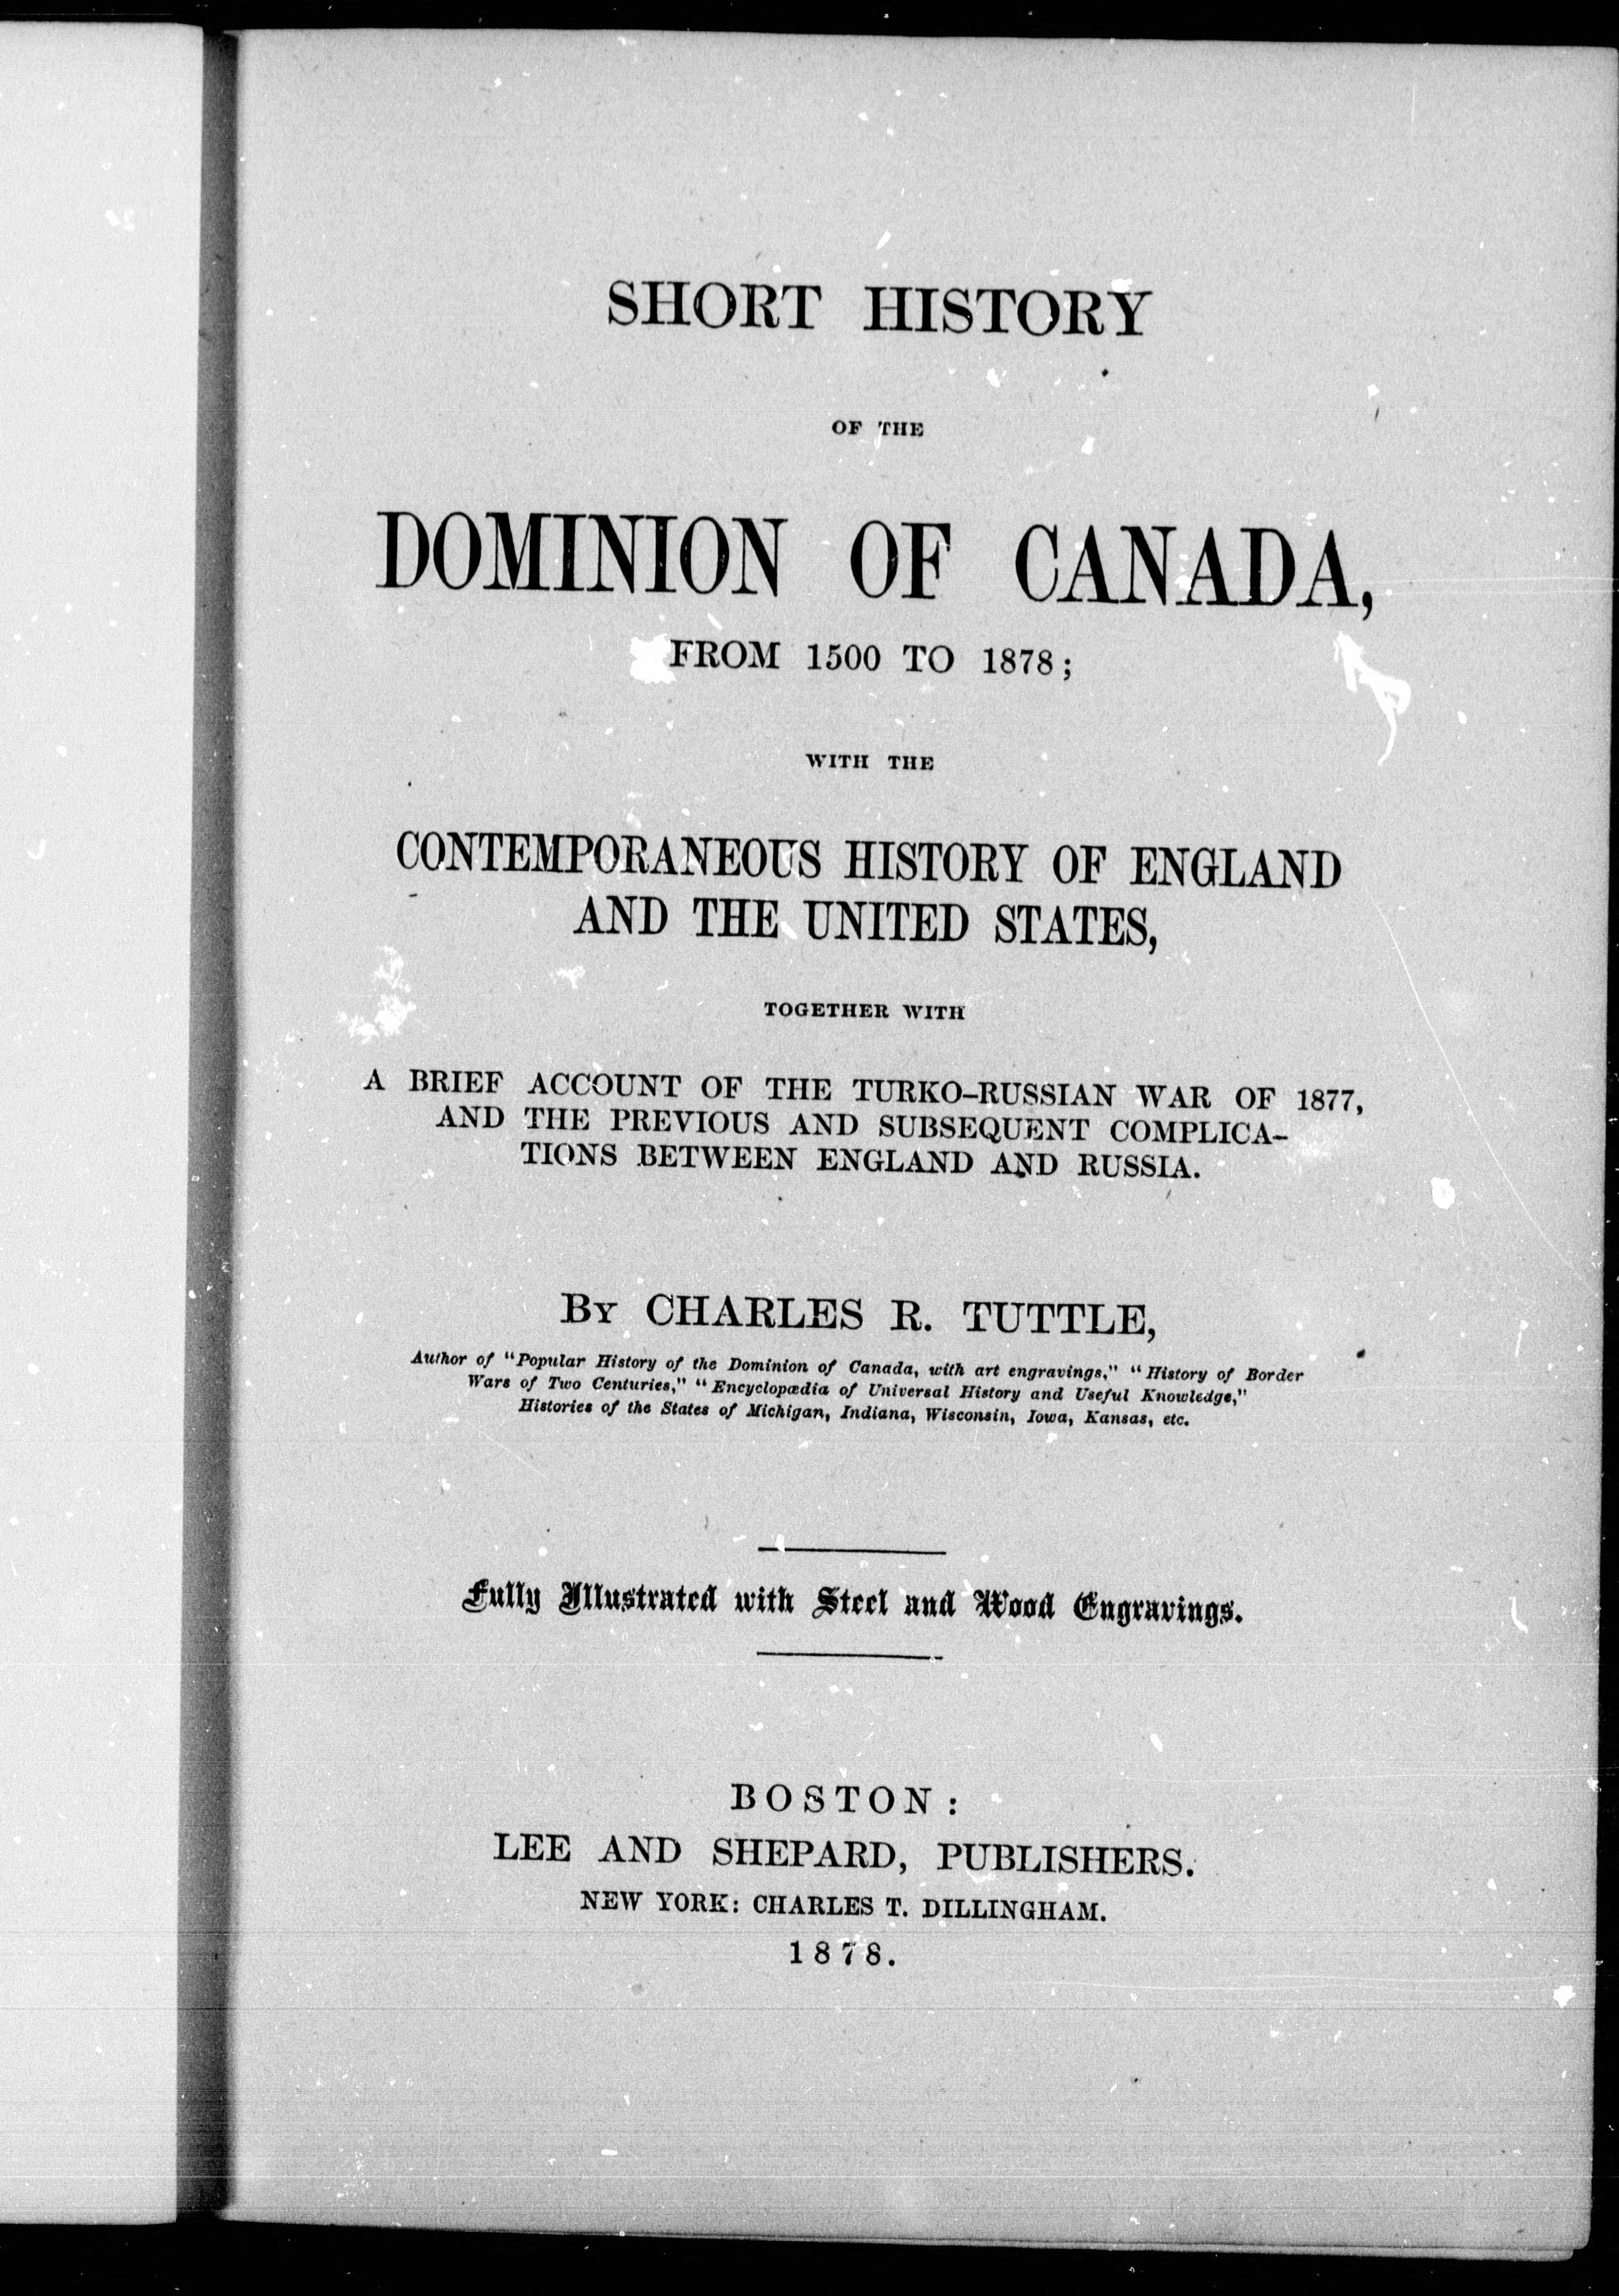 SHORT HISTORY
OF THE
DOMINION OF CANADA,
FROM 1500 TO 1878;
WITH THE
CONTEMPORANEOUS HISTORY OF ENGLAND
AND THE UNITED STATES,
TOGETHER WITH
A BRIEF ACCOUNT OF THE TURKO-RUSSIAN WAR OF 1877,
AND THE PREVIOUS AND SUBSEQUENT COMPLICA-
TIONS BETWEEN ENGLAND AND RUSSIA.
By CHARLES R. TUTTLE,
Author of "Popular History of the Dominion of Canada, with art engravings," "History of Border
Wars of Two Centuries," "Encyclopædia of Universal History and Useful Knowledge,"
Histories of the States of Michigan, Indiana, Wisconsin, Iowa, Kansas, etc.
Fully Illustrated with Steel and Wood Engravings.
BOSTON:
LEE AND SHEPARD, PUBLISHERS.
NEW YORK: CHARLES T. DILLINGHAM.
1878.